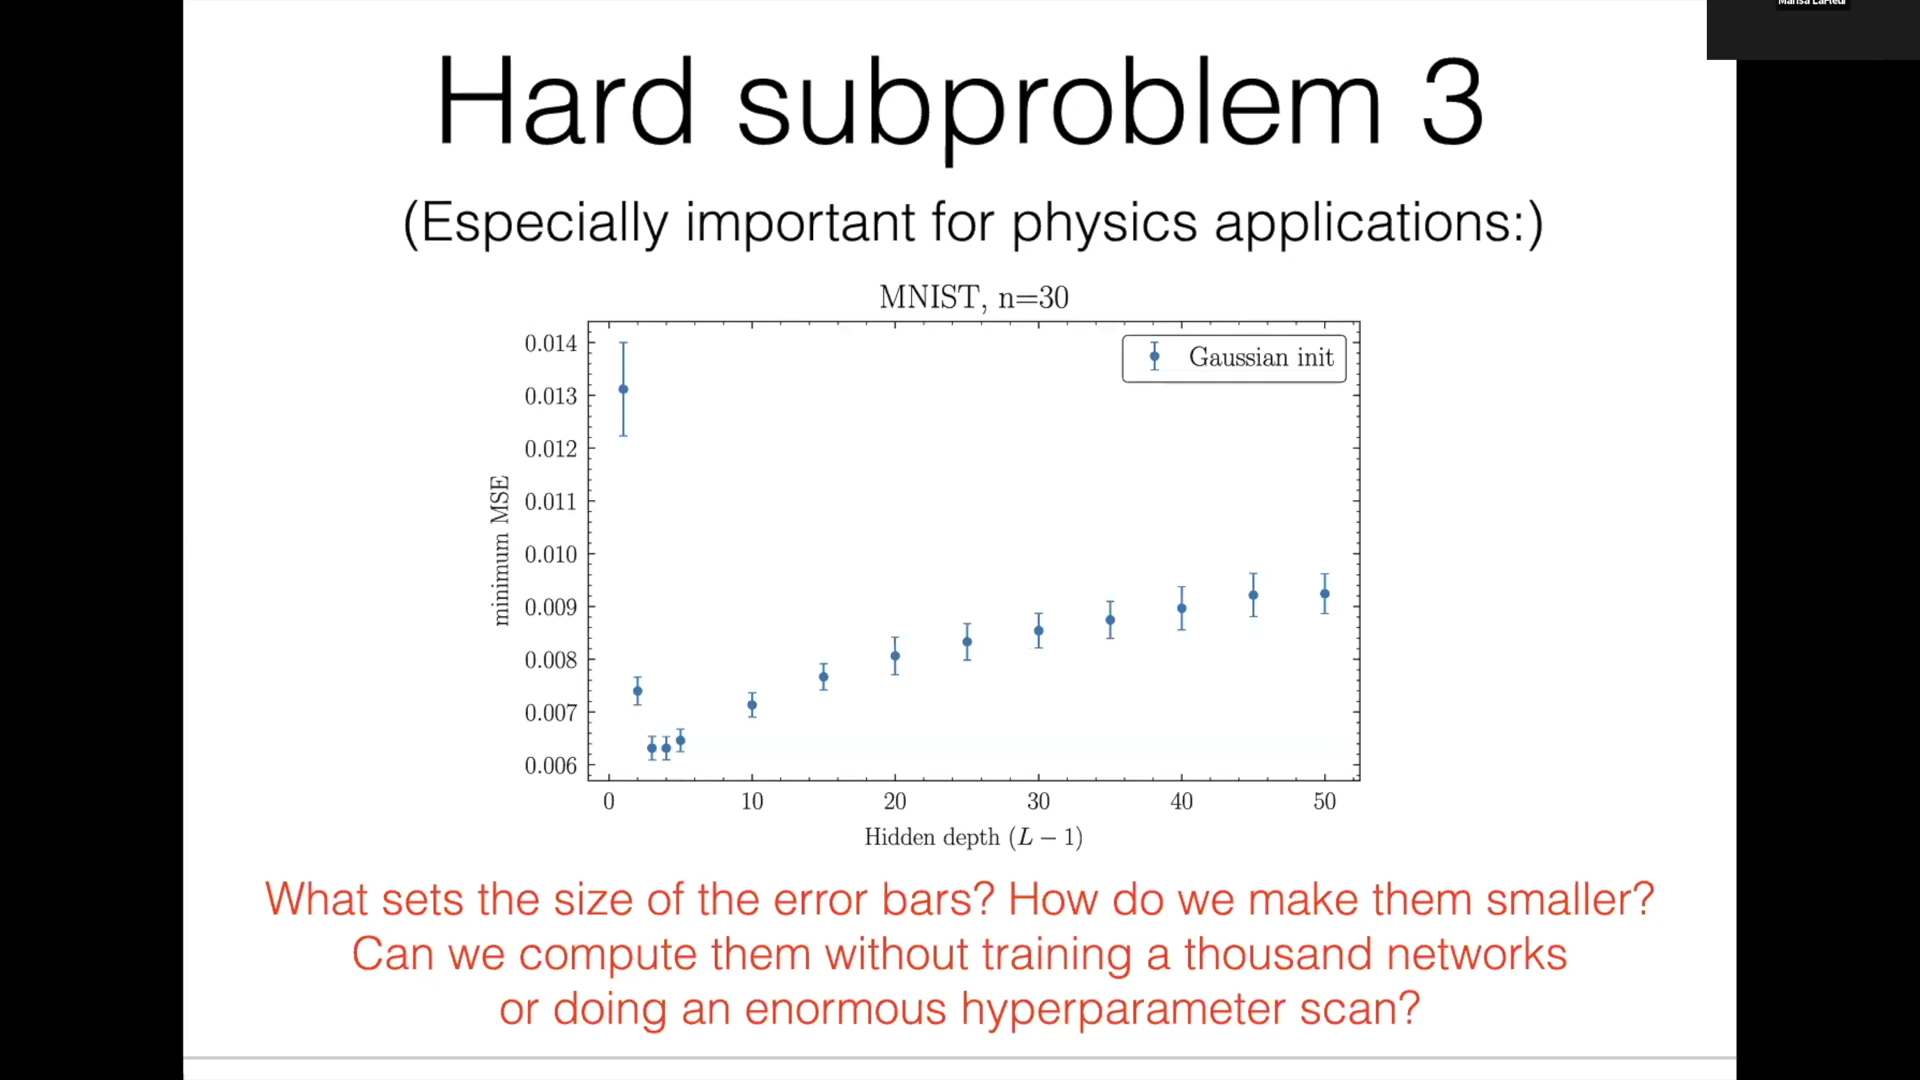 Marisa LaFleur
Hard subproblem 3
(Especially important for physics applications:)
MNIST, n=30
Gaussian init
0.014
0.013
0.012
0.011
0.010
0.009
0.008
0.007
0.006
minimum MSE
0 10 20 30 40 50
Hidden depth (L − 1)
What sets the size of the error bars? How do we make them smaller?
Can we compute them without training a thousand networks
or doing an enormous hyperparameter scan?